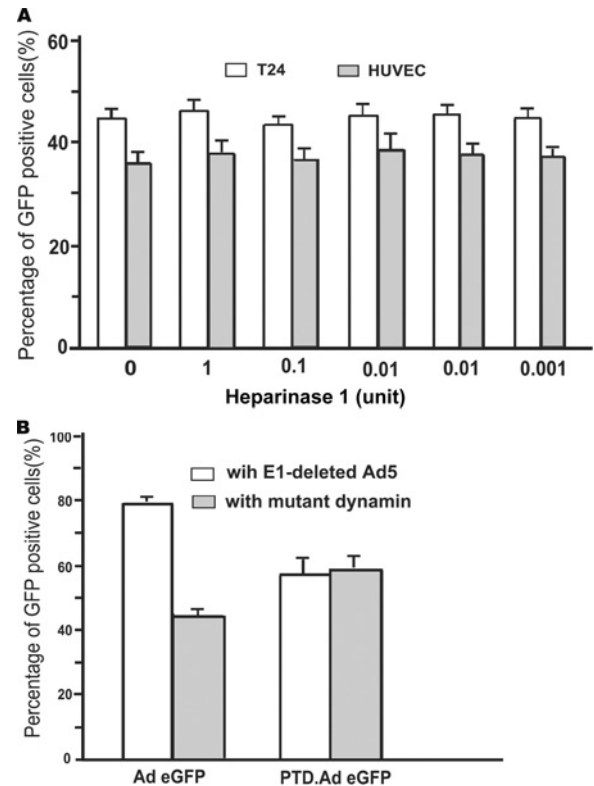 A
Percentage of GFP positive cells(%)
60
40
20
0
T24
HUVEC
0 1 0.1 0.01 0.01 0.001
Heparinase 1 (unit)
B
Percentage of GFP positive cells(%)
100
80
60
40
20
0
wih E1-deleted Ad5
with mutant dynamin
Ad eGFP PTD.Ad eGFP